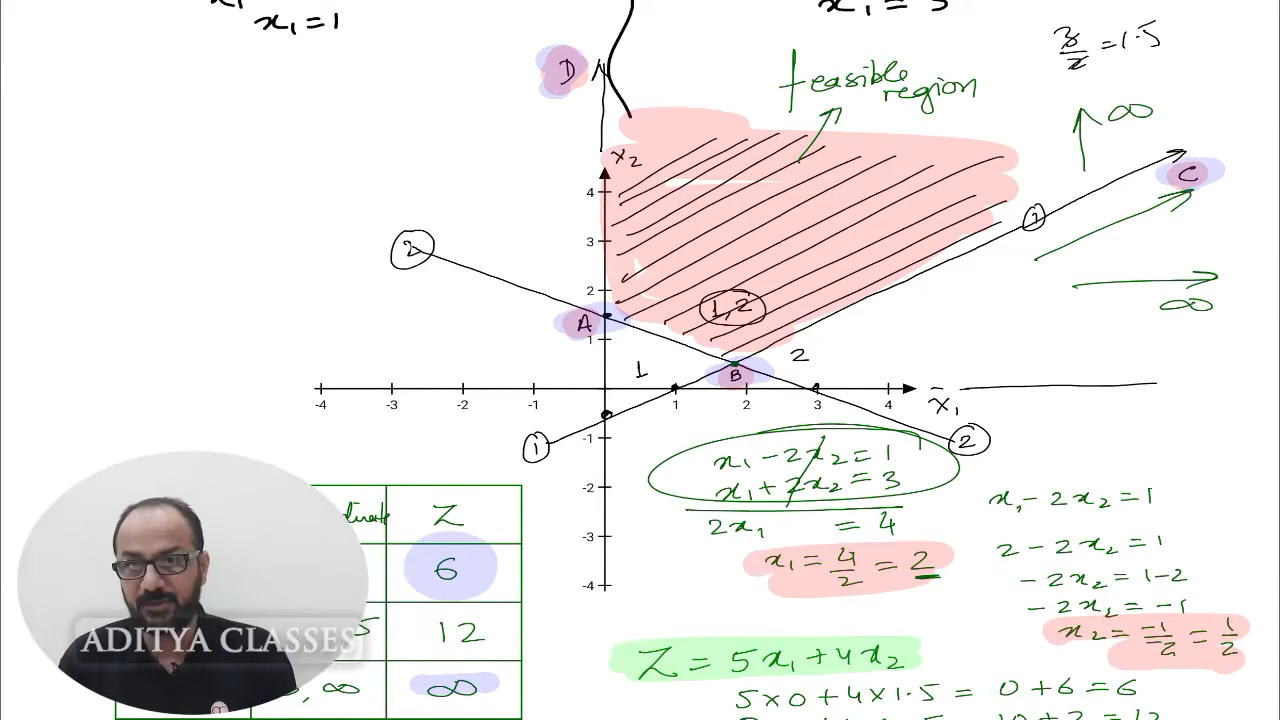 x₁ = 1
3/2 = 1.5
D
feasible region
∞
x₂
C
4
1
3
2
2
1,2
A
1
2
1
B
-4 -3 -2 -1 1 2 3 4
x₁
1
-1
2
x₁ - 2x₂ = 1
x₁ + 2x₂ = 3
2x₁ = 4
x₁ = 4/2 = 2
-2
-3
-4
∞
x₁ - 2x₂ = 1
2 - 2x₂ = 1
-2x₂ = 1-2
-2x₂ = -1
x₂ = -1/-2 = 1/2
Z
6
5 12
, ∞ ∞
ADITYA CLASSES
Z = 5x₁ + 4x₂
5×0 + 4×1.5 = 0+6 = 6